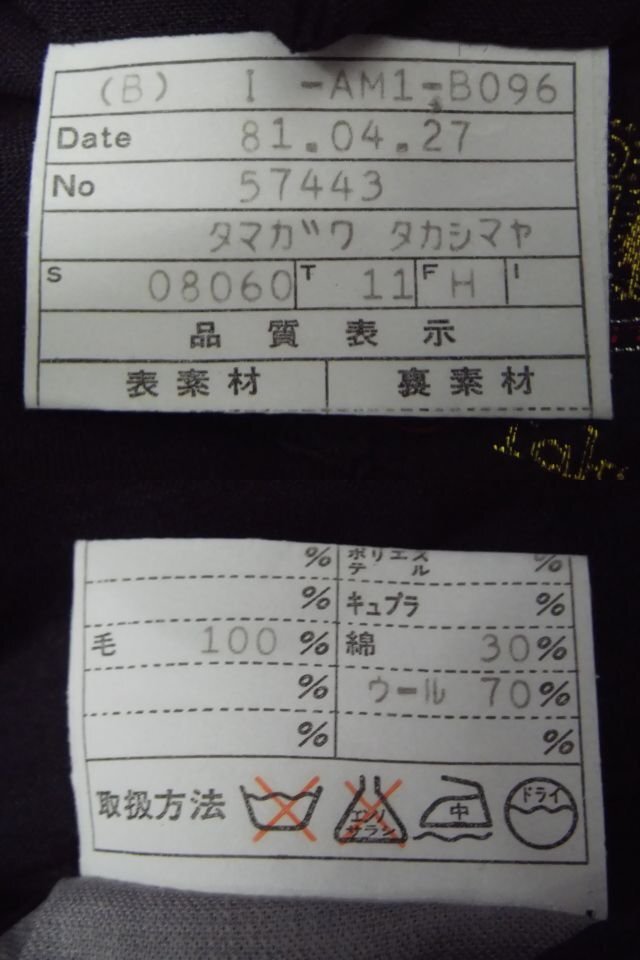 (B) I -AM1-B096
Date 81.04.27
No 57443
タマガワ タカシマヤ
S 08060 T 11 F H I
品質表示
表素材 裏素材
% ポリエステル %
% キュプラ %
毛 100 % 綿 30%
% ウール 70%
% %
取扱方法 エンソサラシ 中 ドライ